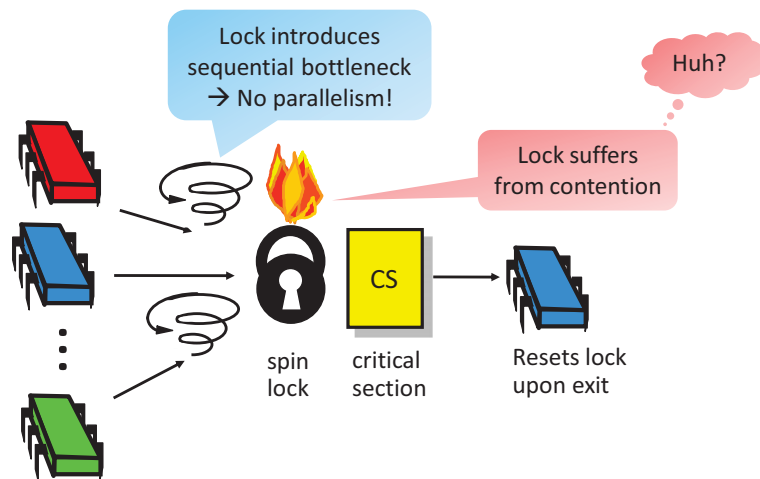 Lock introduces
sequential bottleneck
→ No parallelism!
Huh?
Lock suffers
from contention
CS
spin
lock
critical
section
Resets lock
upon exit